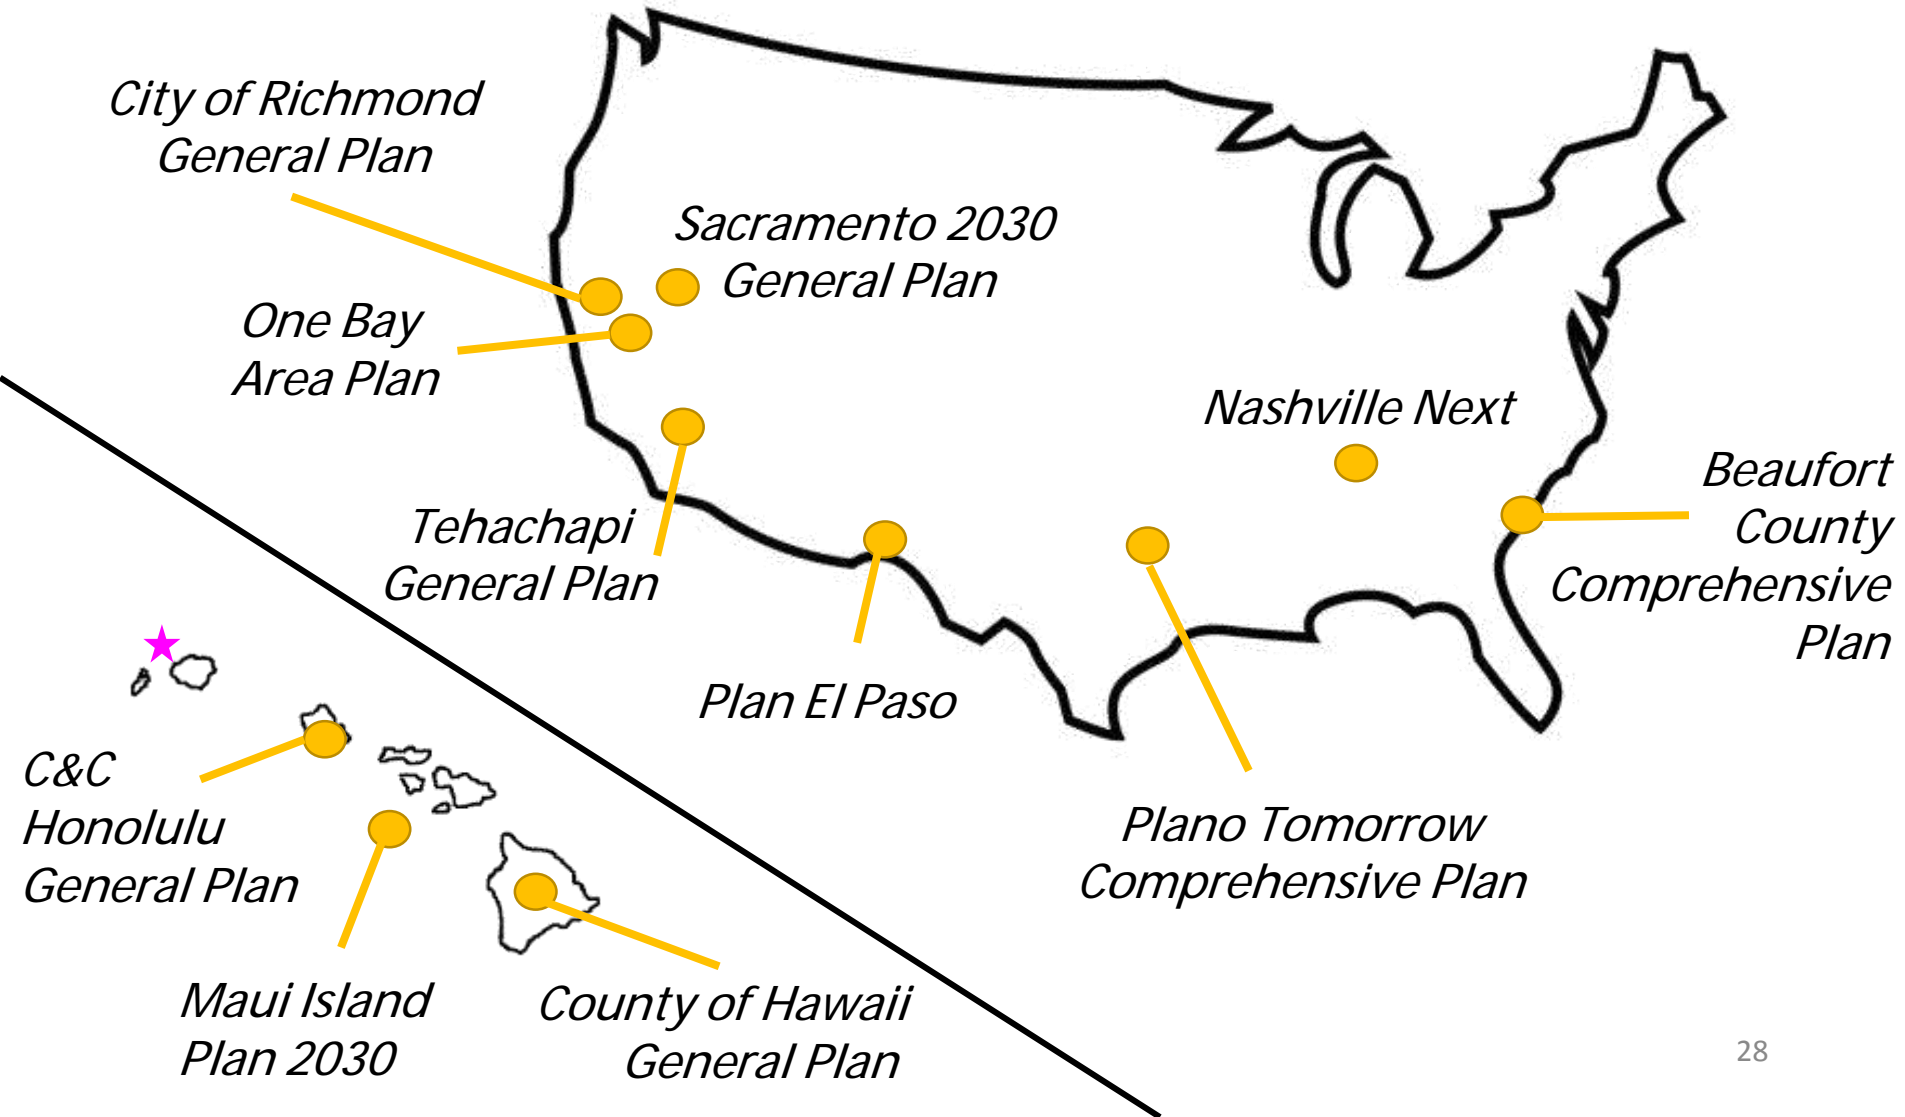 City of Richmond
General Plan
Sacramento 2030
General Plan
One Bay
Area Plan
Nashville Next
Beaufort
County
Comprehensive
Plan
Tehachapi
General Plan
Plan El Paso
C&C
Honolulu
General Plan
Plano Tomorrow
Comprehensive Plan
Maui Island
Plan 2030
County of Hawaii
General Plan
28